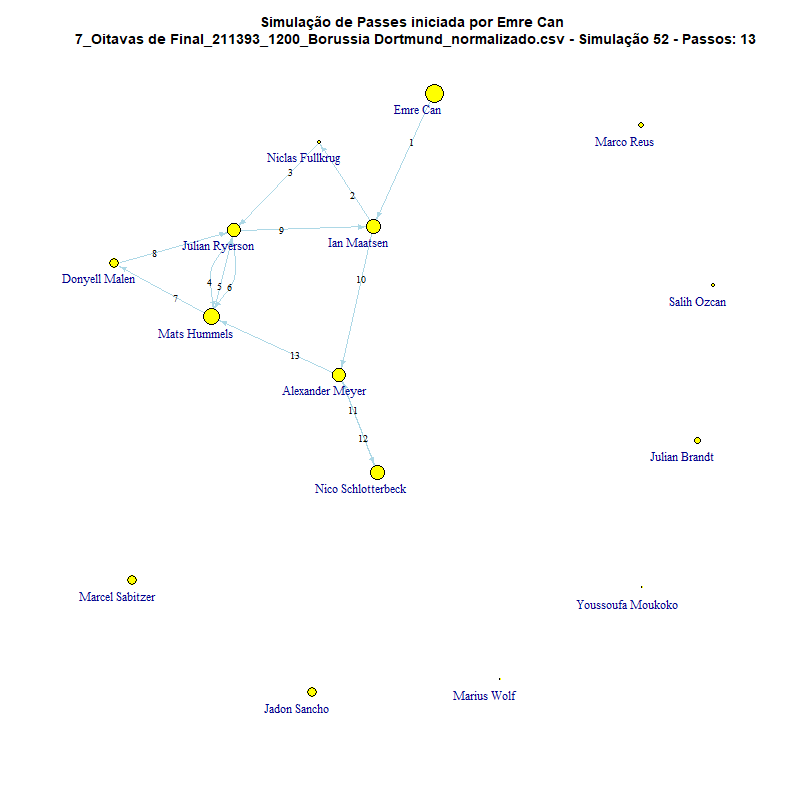 Simulação de Passes iniciada por Emre Can
7_Oitavas de Final_211393_1200_Borussia Dortmund_normalizado.csv - Simulação 52 - Passos: 13
Emre Can
Marco Reus
1
Niclas Fullkrug
3
2
9
Julian Ryerson
Ian Maatsen
8
Donyell Malen
10
4
5
6
7
Salih Ozcan
Mats Hummels
13
Alexander Meyer
11
12
Julian Brandt
Nico Schlotterbeck
Marcel Sabitzer
Youssoufa Moukoko
Marius Wolf
Jadon Sancho